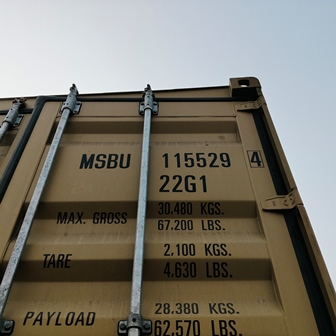 MSBU 115529 4
22G1
MAX. GROSS 30.480 KGS.
67.200 LBS.
TARE 2.100 KGS.
4.630 LBS.
PAYLOAD 28.380 KGS.
62.570 LBS.